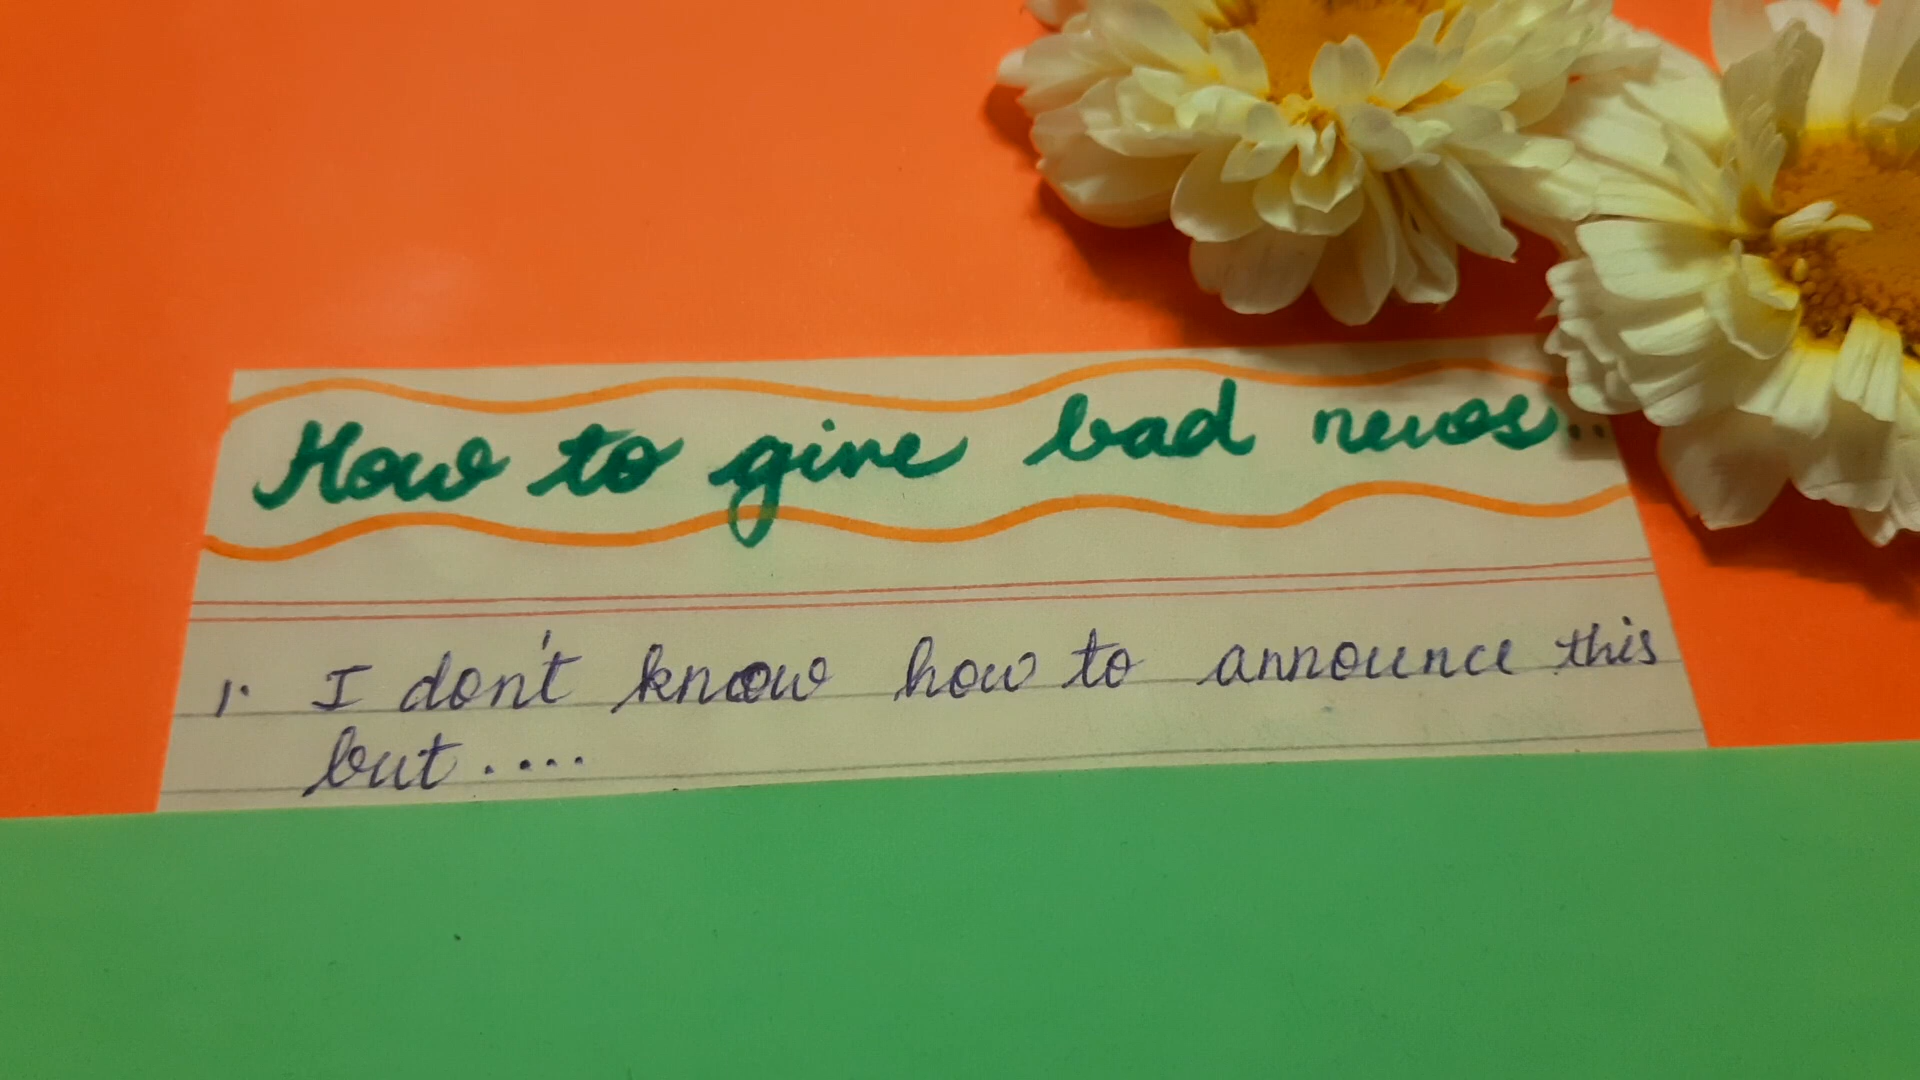 How to give bad news..
1. I don't know how to announce this
but....